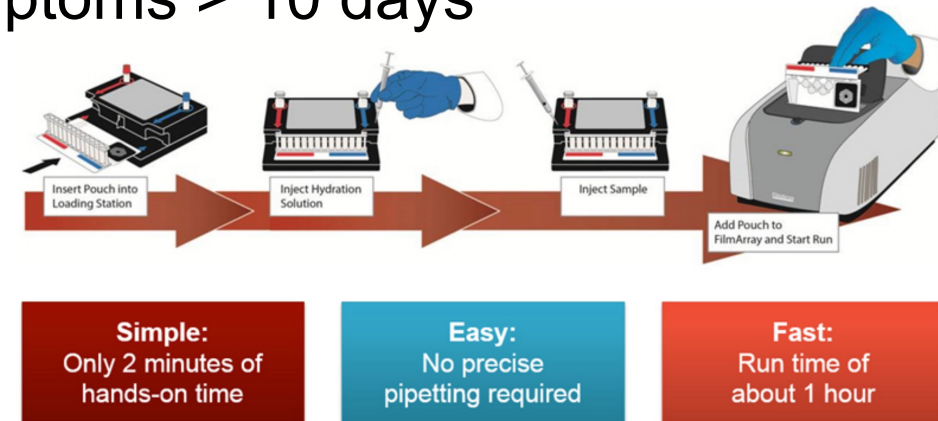 ptoms > 10 days
Insert Pouch into
Loading Station
Inject Hydration
Solution
Inject Sample
Add Pouch to
FilmArray and Start Run
Simple:
Only 2 minutes of
hands-on time
Easy:
No precise
pipetting required
Fast:
Run time of
about 1 hour